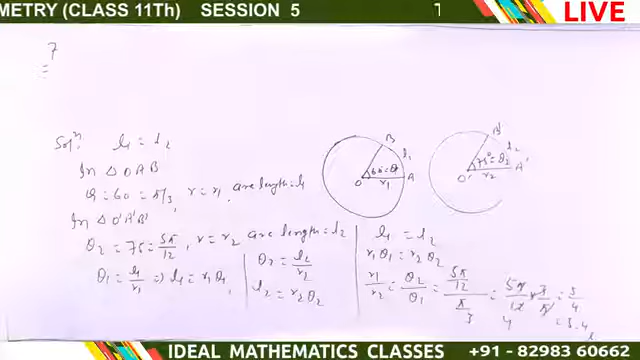 METRY (CLASS 11Th) SESSION 5
LIVE
7
=
Solⁿ: l₁ = l₂
In △ OAB
θ₁ = 60 = π/3, r = r₁, arc length = l₁
In △ O'A'B'
θ₂ = 75 = 5π/12, r = r₂ arc length = l₂
θ₁ = l₁/r₁ => l₁ = r₁θ₁
θ₂ = l₂/r₂
l₂ = r₂θ₂
l₁ = l₂
r₁θ₁ = r₂θ₂
r₁/r₂ = θ₂/θ₁ = (5π/12)/(π/3) = 5π/12 × 3/π = 5/4
4
= 5:4
B
l₁
60° = θ₁
O r₁ A
B'
l₂
75° = θ₂
O' r₂ A'
IDEAL MATHEMATICS CLASSES +91 - 82983 60662